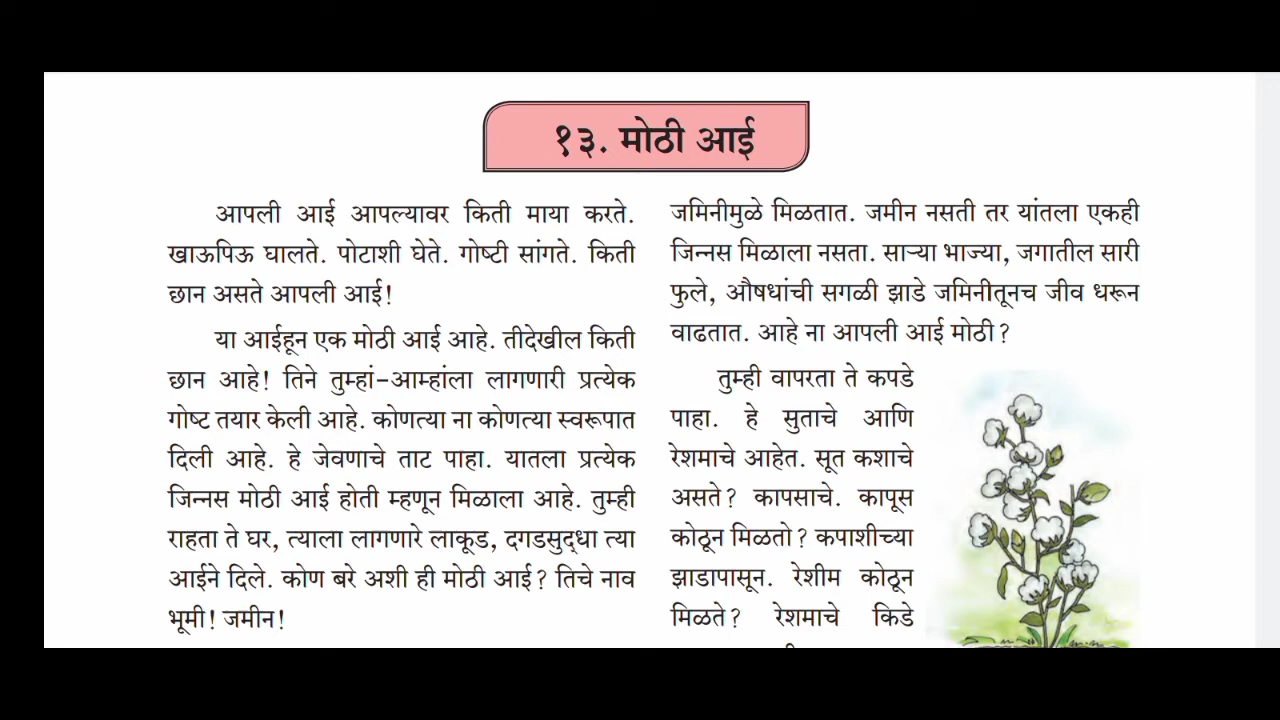 १३. मोठी आई
आपली आई आपल्यावर किती माया करते.
खाऊपिऊ घालते. पोटाशी घेते. गोष्टी सांगते. किती
छान असते आपली आई!
या आईहून एक मोठी आई आहे. तीदेखील किती
छान आहे! तिने तुम्हां-आम्हांला लागणारी प्रत्येक
गोष्ट तयार केली आहे. कोणत्या ना कोणत्या स्वरूपात
दिली आहे. हे जेवणाचे ताट पाहा. यातला प्रत्येक
जिन्नस मोठी आई होती म्हणून मिळाला आहे. तुम्ही
राहता ते घर, त्याला लागणारे लाकूड, दगडसुद्धा त्या
आईने दिले. कोण बरे अशी ही मोठी आई? तिचे नाव
भूमी! जमीन!
जमिनीमुळे मिळतात. जमीन नसती तर यांतला एकही
जिन्नस मिळाला नसता. साऱ्या भाज्या, जगातील सारी
फुले, औषधांची सगळी झाडे जमिनीतूनच जीव धरून
वाढतात. आहे ना आपली आई मोठी?
तुम्ही वापरता ते कपडे
पाहा. हे सुताचे आणि
रेशमाचे आहेत. सूत कशाचे
असते? कापसाचे. कापूस
कोठून मिळतो? कपाशीच्या
झाडापासून. रेशीम कोठून
मिळते? रेशमाचे किडे